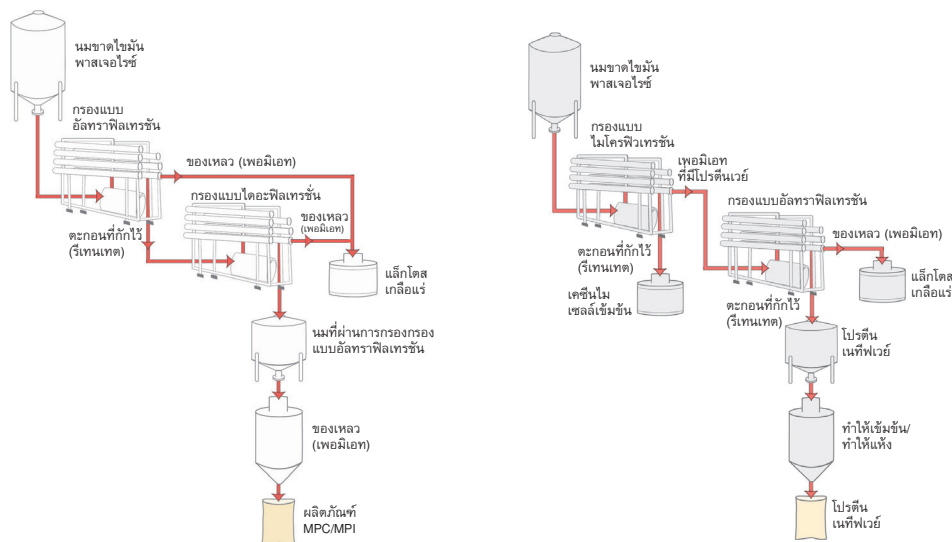 นมขาดไขมัน
พาสเจอไรซ์
กรองแบบ
อัลทราฟิลเทรชัน
ของเหลว (เพอมิเอท)
กรองแบบไดอะฟิลเทรชั่น
ของเหลว
(เพอมิเอท)
ตะกอนที่กักไว้
(รีเทนเตต)
แล็กโตส
เกลือแร่
นมที่ผ่านการกรองกรอง
แบบอัลทราฟิลเทรชัน
ของเหลว
(เพอมิเอท)
ผลิตภัณฑ์
MPC/MPI
นมขาดไขมัน
พาสเจอไรซ์
กรองแบบ
ไมโครฟิวเทรชัน
เพอมิเอท
ที่มีโปรตีนเวย์
กรองแบบอัลทราฟิลเทรชัน
ของเหลว (เพอมิเอท)
ตะกอนที่กักไว้
(รีเทนเตต)
เคซีนไม
เซลล์เข้มข้น
แล็กโตส
เกลือแร่
ตะกอนที่กักไว้
(รีเทนเตต)
โปรตีน
เนทีฟเวย์
ทำให้เข้มข้น/
ทำให้แห้ง
โปรตีน
เนทีฟเวย์